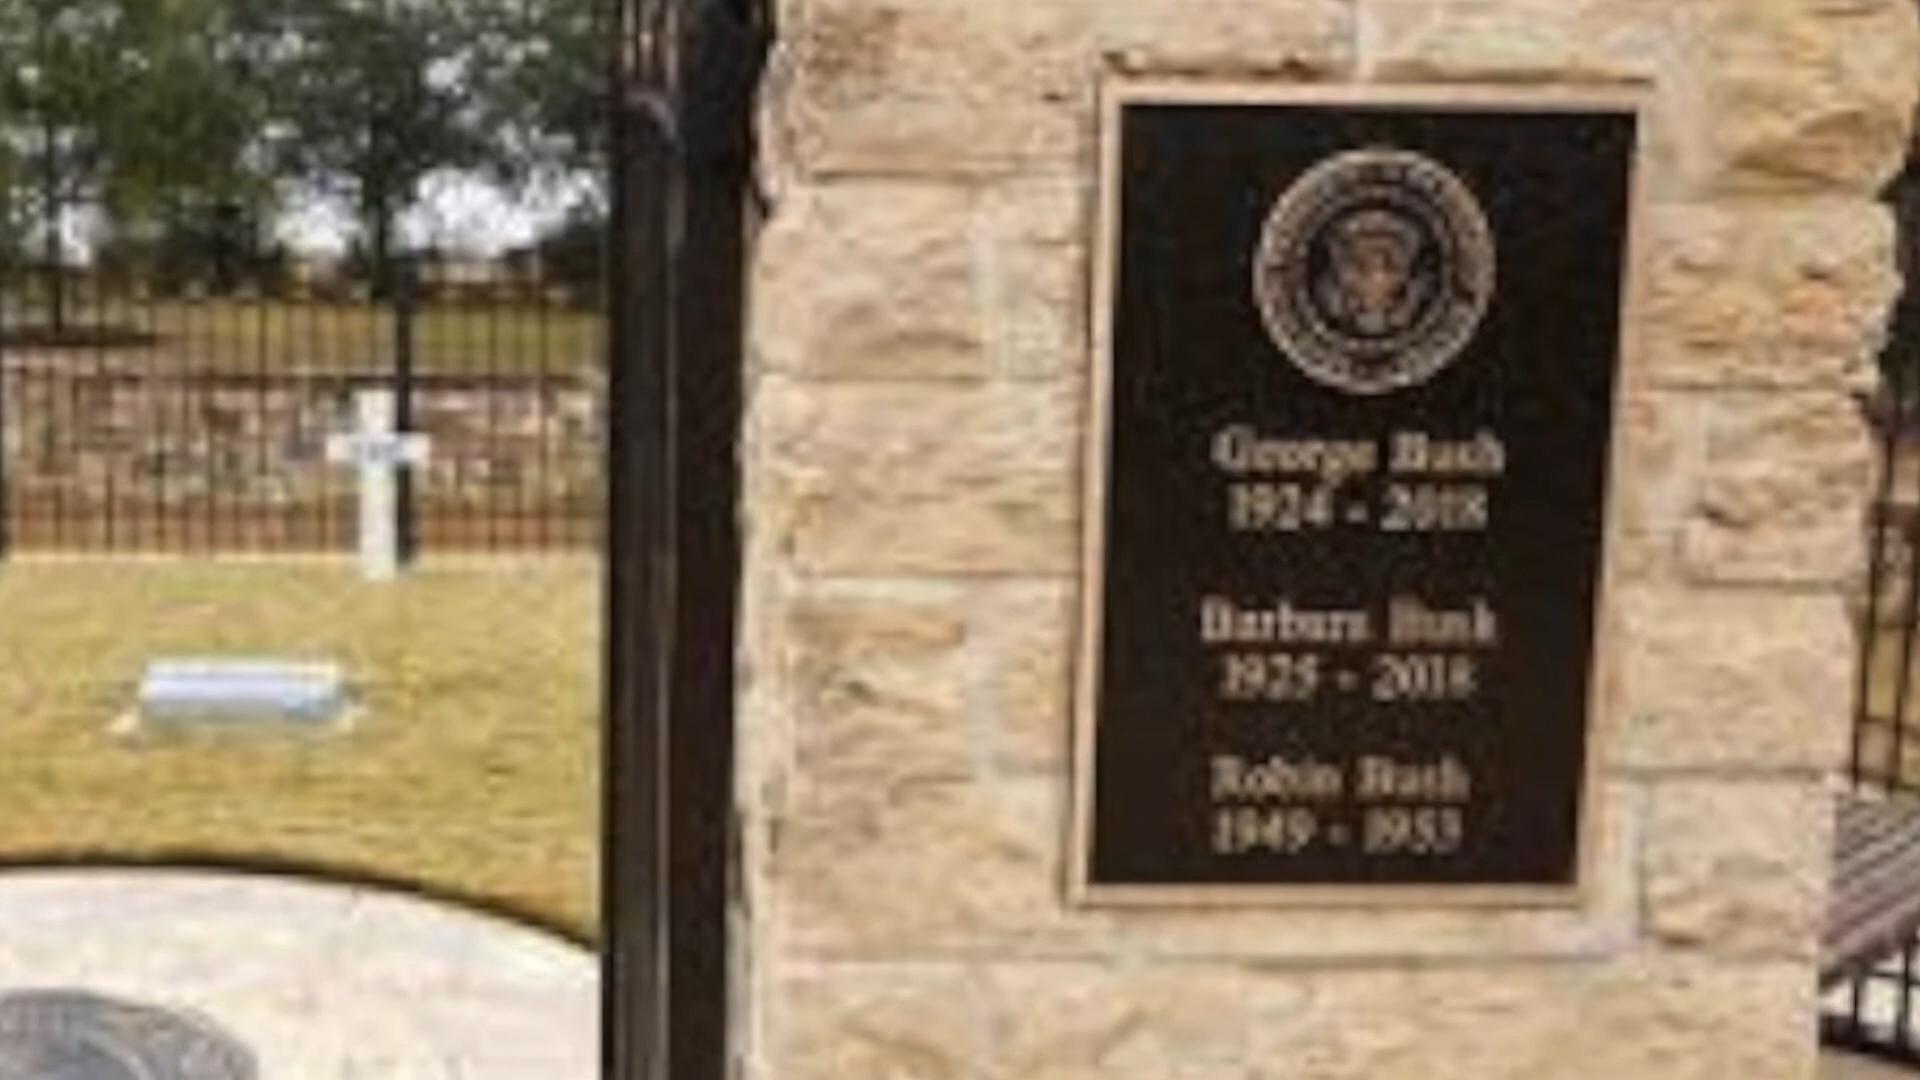 George Bush
1924 - 2018
Barbara Bush
1925 - 2018
Robin Bush
1949 - 1953